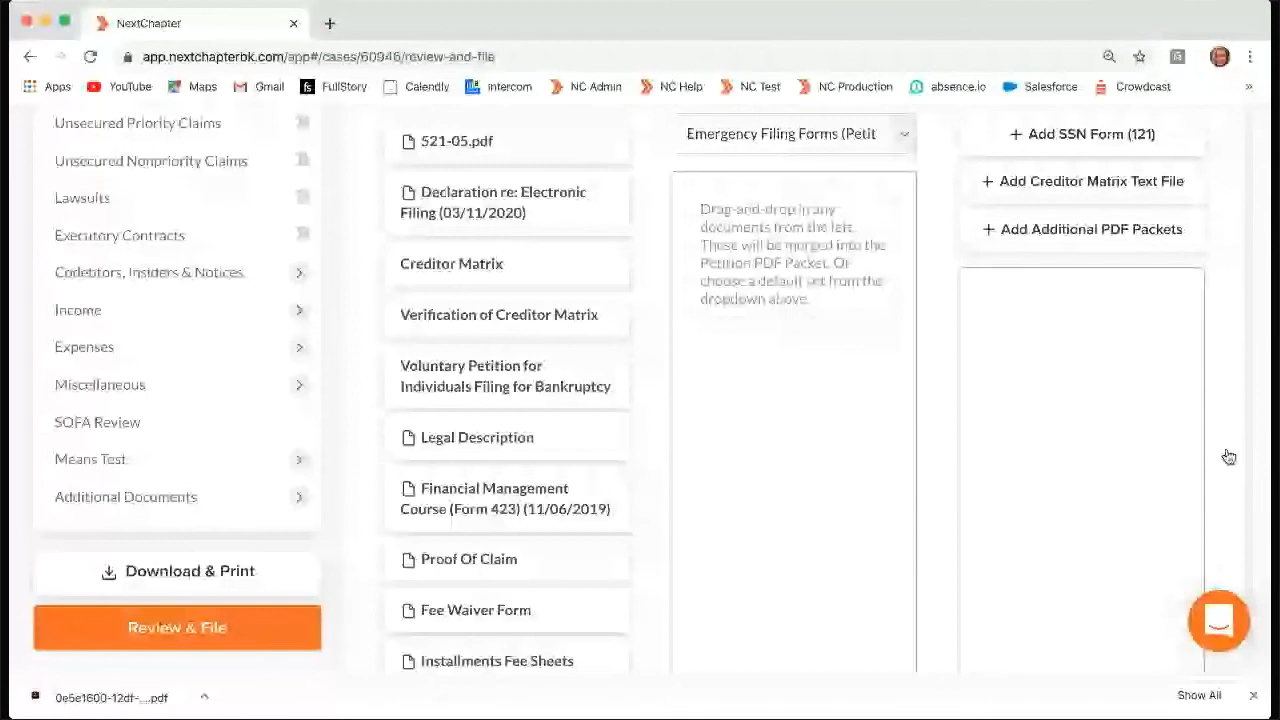 NextChapter
app.nextchapterbk.com/app#/cases/60946/review-and-file
Apps
YouTube
Maps
Gmail
FullStory
Calendly
intercom
NC Admin
NC Help
NC Test
NC Production
absence.io
Salesforce
Crowdcast
»
Unsecured Priority Claims
Unsecured Nonpriority Claims
Lawsuits
Executory Contracts
Codebtors, Insiders & Notices
Income
Expenses
Miscellaneous
SOFA Review
Means Test
Additional Documents
Download & Print
Review & File
521-05.pdf
Declaration re: Electronic
Filing (03/11/2020)
Creditor Matrix
Verification of Creditor Matrix
Voluntary Petition for
Individuals Filing for Bankruptcy
Legal Description
Financial Management
Course (Form 423) (11/06/2019)
Proof Of Claim
Fee Waiver Form
Installments Fee Sheets
Emergency Filing Forms (Petit
Drag-and-drop in any
documents from the left.
These will be merged into the
Petition PDF Packet. Or
choose a default set from the
dropdown above.
+ Add SSN Form (121)
+ Add Creditor Matrix Text File
+ Add Additional PDF Packets
0e5e1600-12df-....pdf
Show All